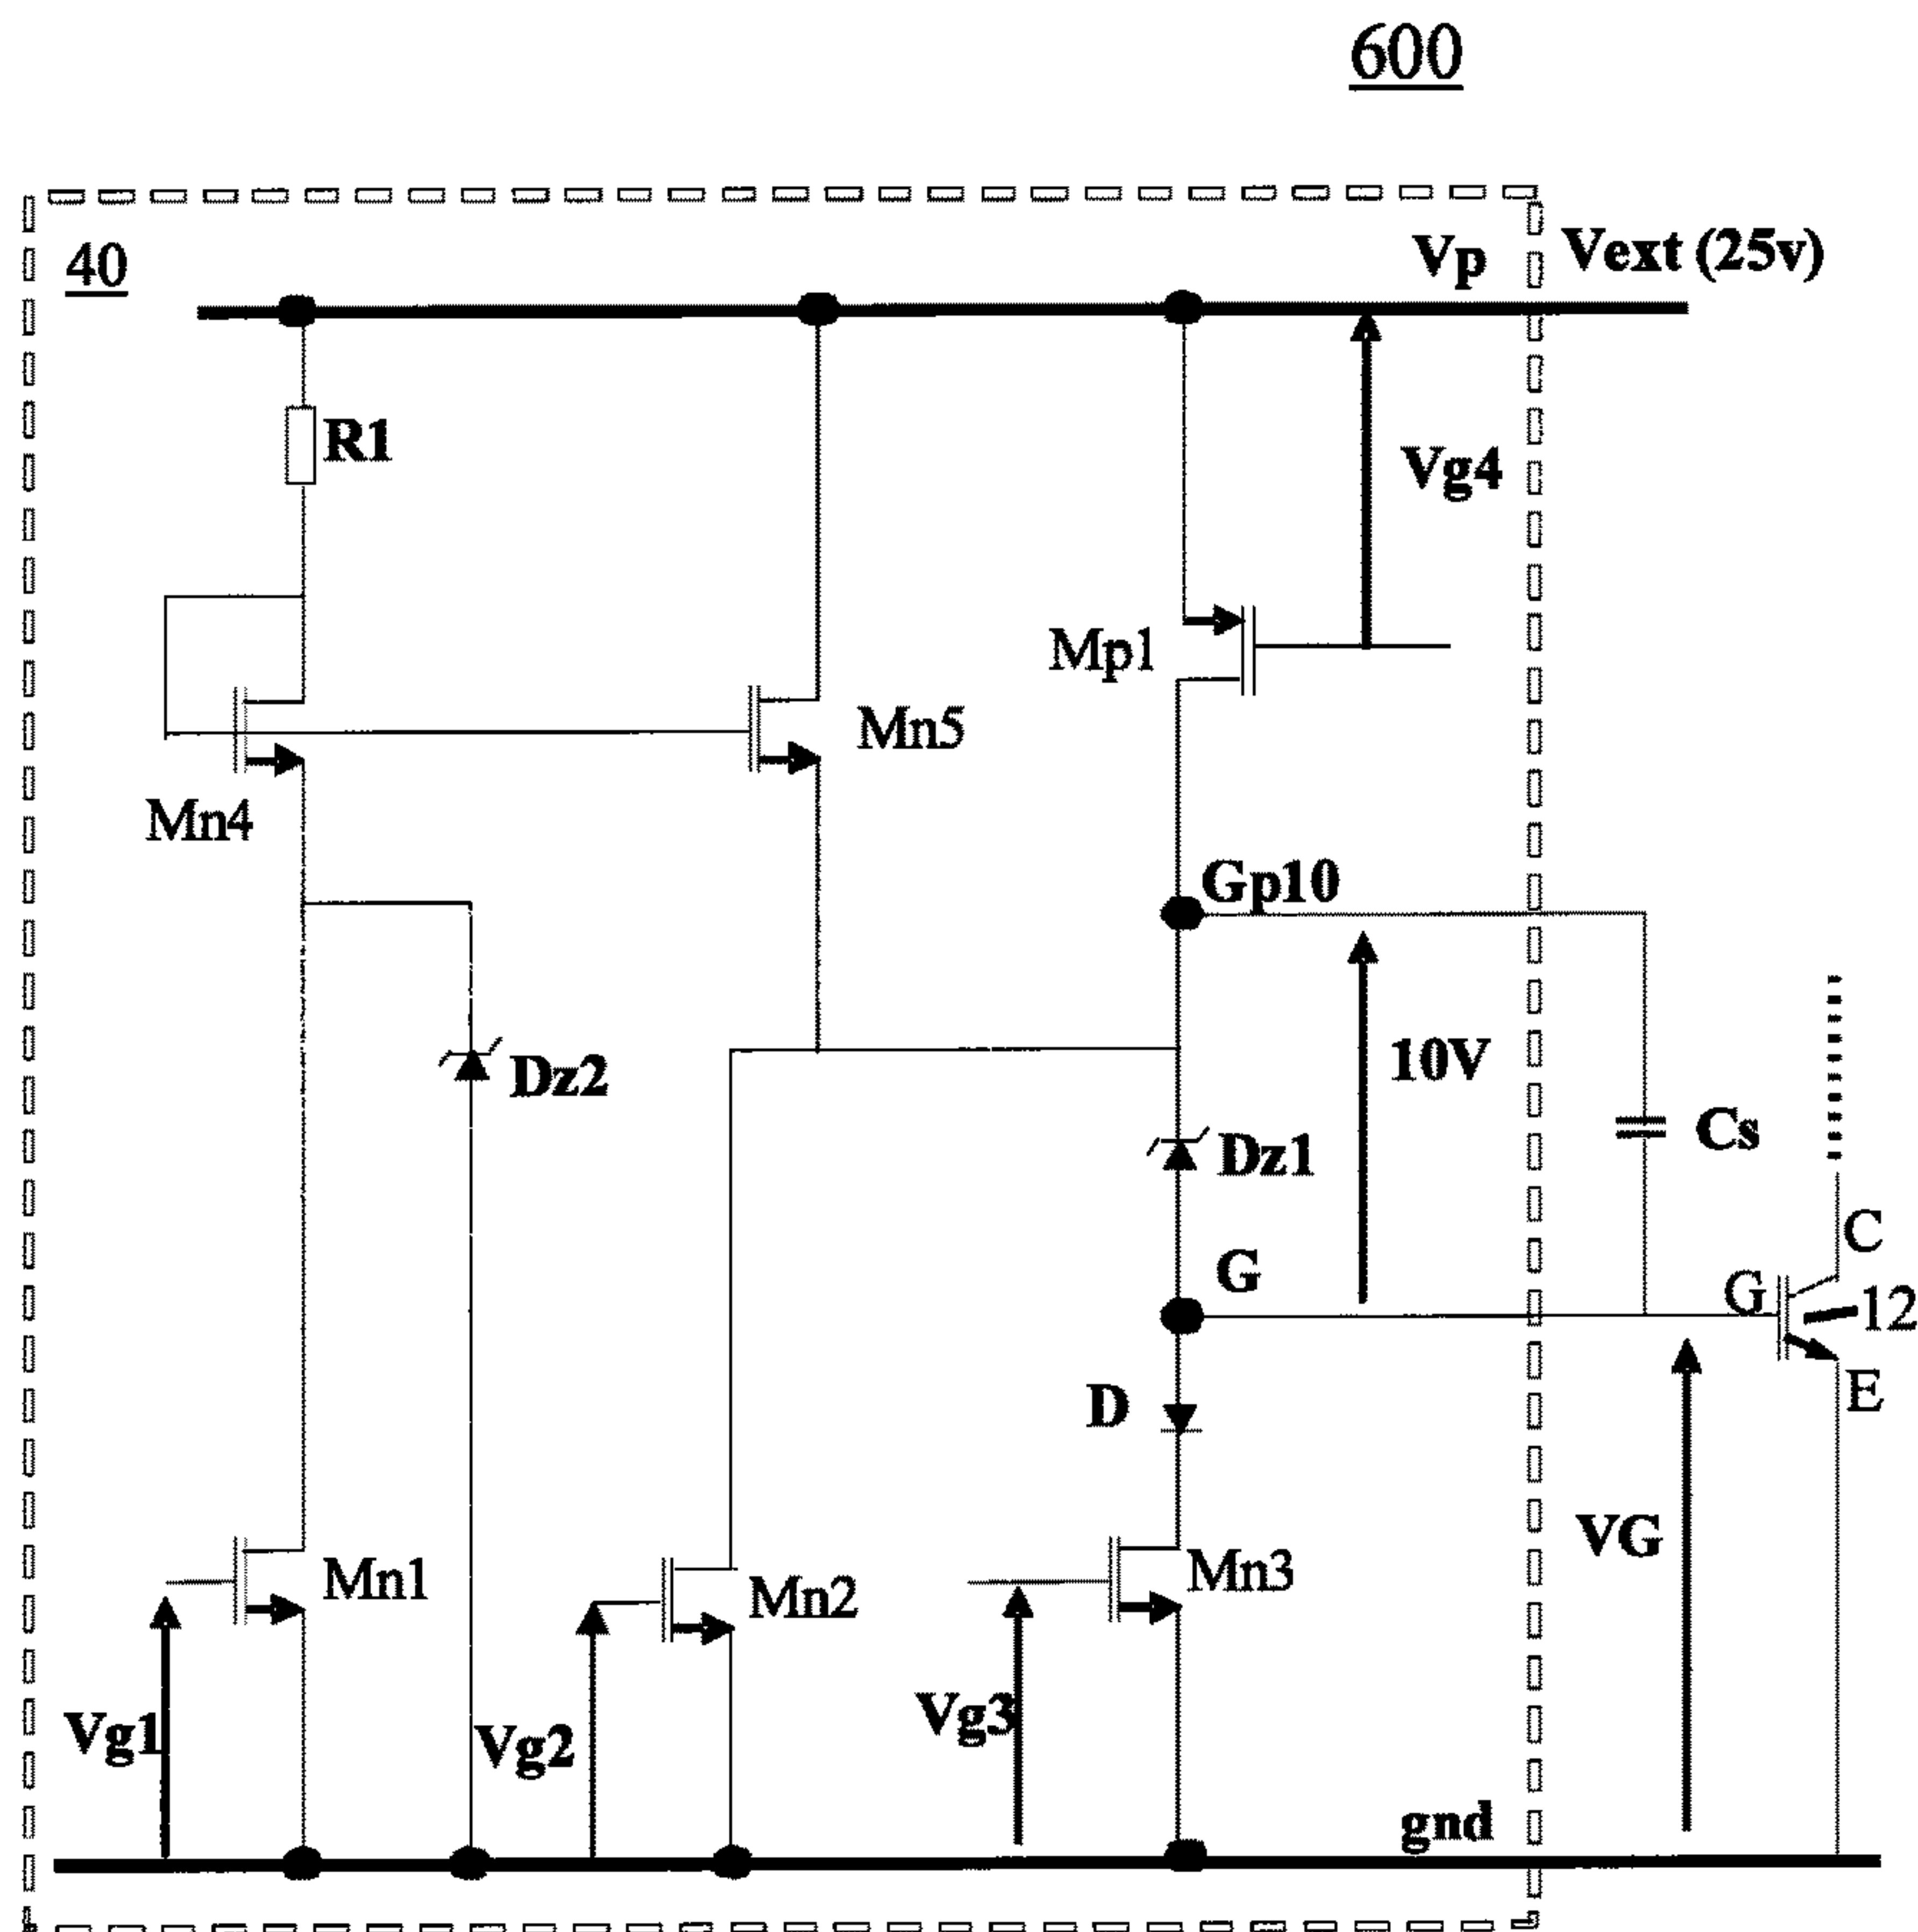 600
40
Vp
Vext (25v)
R1
Vg4
Mp1
Mn5
Mn4
Gp10
10V
Dz2
Cs
Dz1
C
G
G
12
D
E
VG
Mn1
Mn2
Mn3
Vg1
Vg2
Vg3
gnd